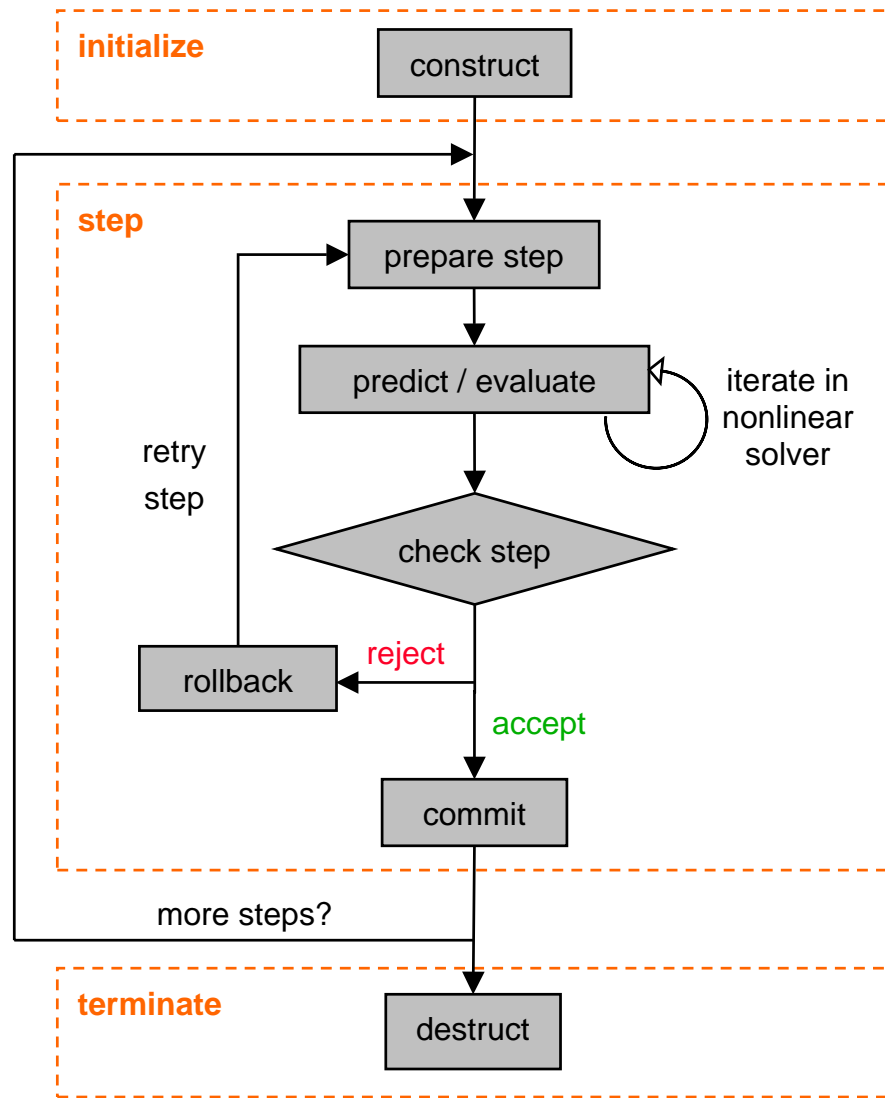 initialize
construct
step
prepare step
predict / evaluate
iterate in
nonlinear
solver
retry
step
check step
reject
rollback
accept
commit
more steps?
terminate
destruct